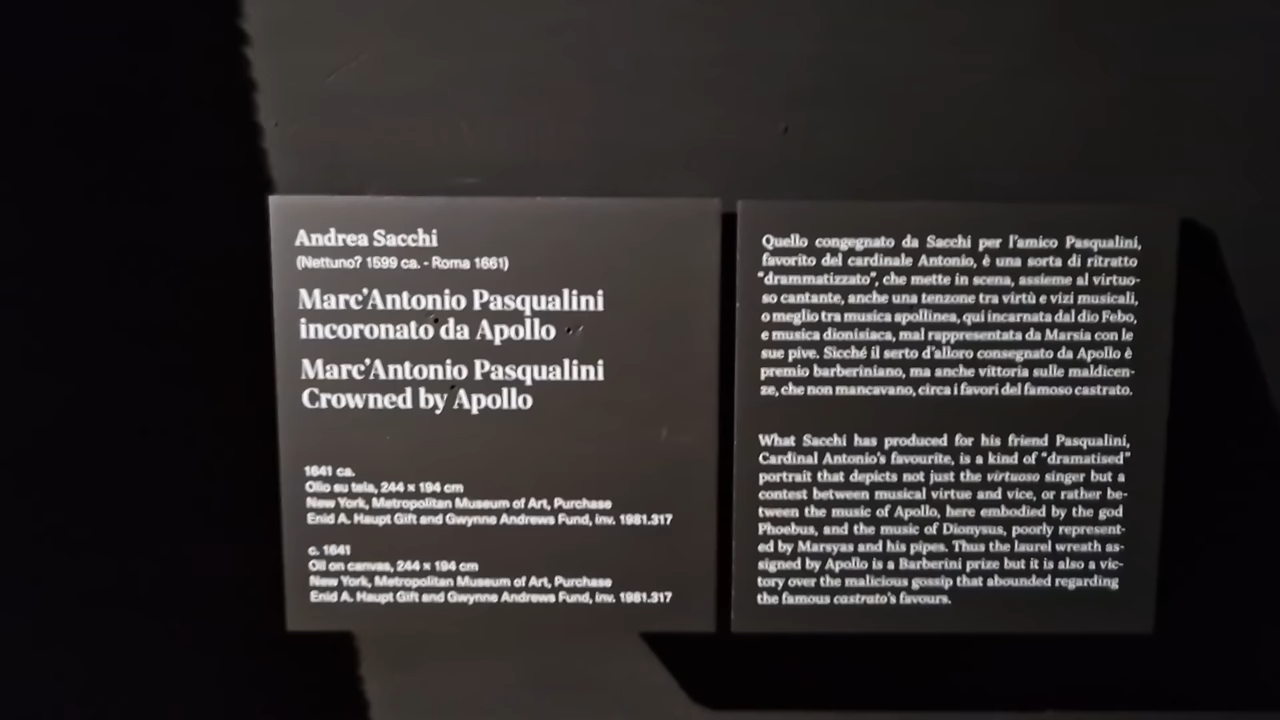 Andrea Sacchi
(Nettuno? 1599 ca. - Roma 1661)
Marc'Antonio Pasqualini
incoronato da Apollo
Marc'Antonio Pasqualini
Crowned by Apollo
1641 ca.
Olio su tela, 244 × 194 cm
New York, Metropolitan Museum of Art, Purchase
Enid A. Haupt Gift and Gwynne Andrews Fund, inv. 1981.317
c. 1641
Oil on canvas, 244 × 194 cm
New York, Metropolitan Museum of Art, Purchase
Enid A. Haupt Gift and Gwynne Andrews Fund, inv. 1981.317
Quello congegnato da Sacchi per l'amico Pasqualini,
favorito del cardinale Antonio, è una sorta di ritratto
"drammatizzato", che mette in scena, assieme al virtuo-
so cantante, anche una tenzone tra virtù e vizi musicali,
o meglio tra musica apollinea, qui incarnata dal dio Febo,
e musica dionisiaca, mal rappresentata da Marsia con le
sue pive. Sicché il serto d'alloro consegnato da Apollo è
premio barberiniano, ma anche vittoria sulle maldicen-
ze, che non mancavano, circa i favori del famoso castrato.
What Sacchi has produced for his friend Pasqualini,
Cardinal Antonio's favourite, is a kind of "dramatised"
portrait that depicts not just the virtuoso singer but a
contest between musical virtue and vice, or rather be-
tween the music of Apollo, here embodied by the god
Phoebus, and the music of Dionysus, poorly represent-
ed by Marsyas and his pipes. Thus the laurel wreath as-
signed by Apollo is a Barberini prize but it is also a vic-
tory over the malicious gossip that abounded regarding
the famous castrato's favours.